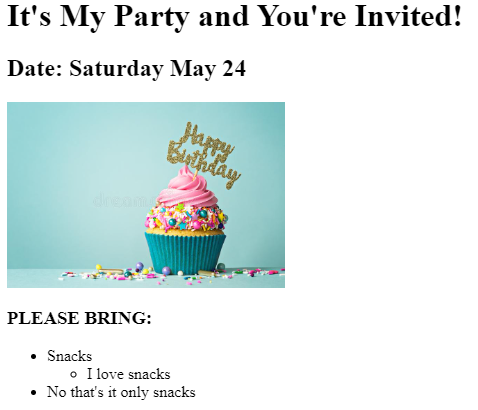 It's My Party and You're Invited!
Date: Saturday May 24
Happy
Birthday
PLEASE BRING:
Snacks
I love snacks
No that's it only snacks